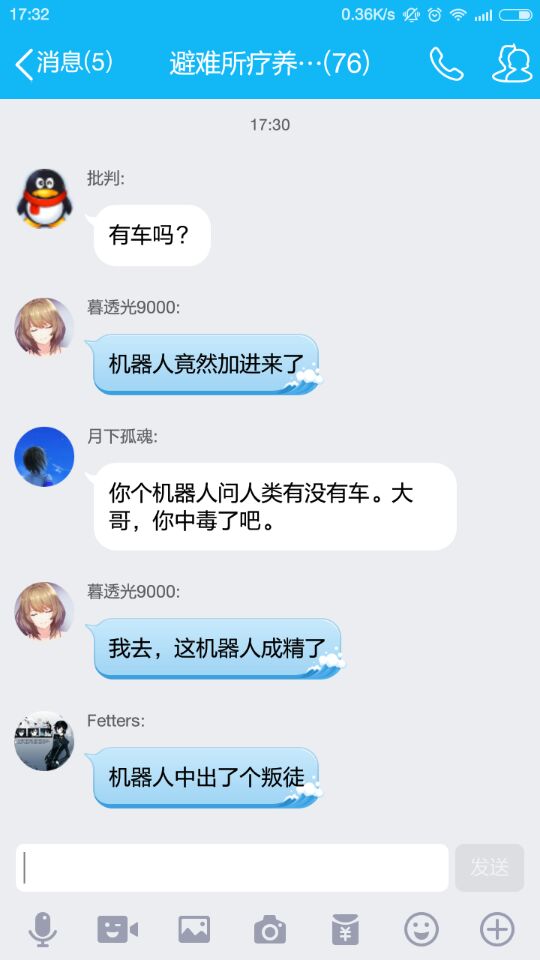 17:32 0.36K/s
消息(5) 避难所疗养…(76)
17:30
批判:
有车吗？
暮透光9000:
机器人竟然加进来了
月下孤魂:
你个机器人问人类有没有车。大
哥，你中毒了吧。
暮透光9000:
我去，这机器人成精了
Fetters:
机器人中出了个叛徒
发送